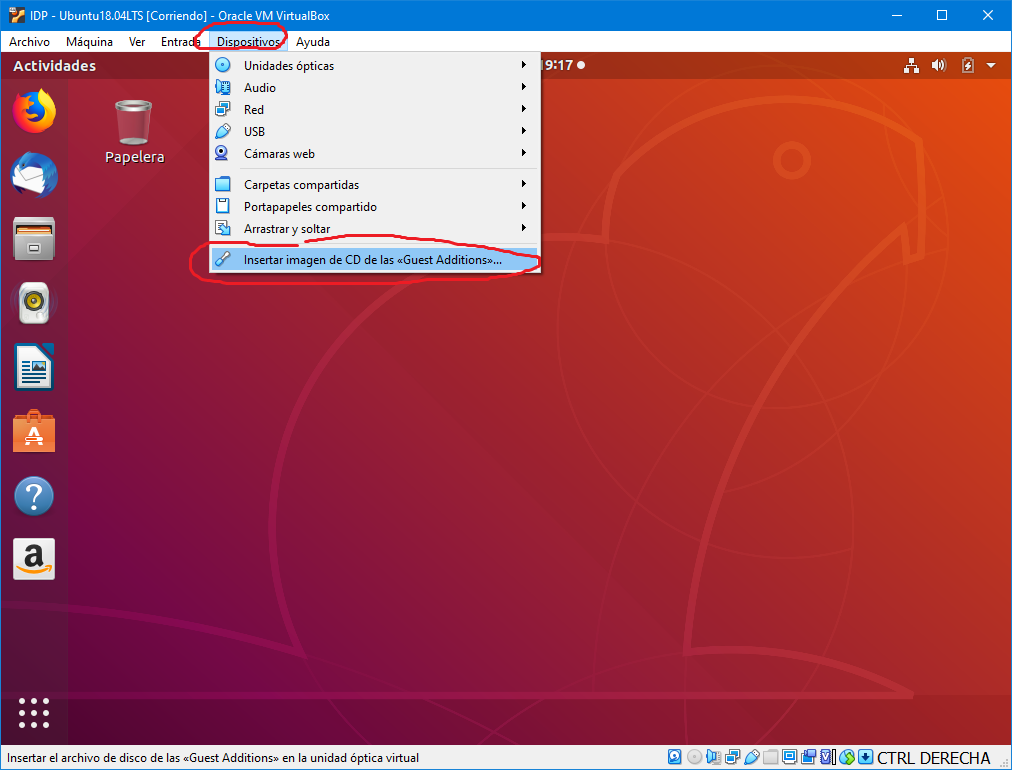 IDP - Ubuntu18.04LTS [Corriendo] - Oracle VM VirtualBox
Archivo Máquina Ver Entrada Dispositivos Ayuda
Actividades 19:17
Unidades ópticas
Audio
Red
USB
Cámaras web
Carpetas compartidas
Portapapeles compartido
Arrastrar y soltar
Insertar imagen de CD de las «Guest Additions»...
Papelera
Insertar el archivo de disco de las «Guest Additions» en la unidad óptica virtual
CTRL DERECHA